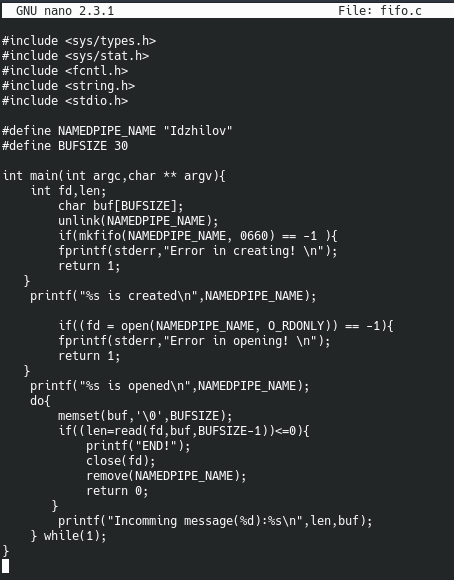 GNU nano 2.3.1 File: fifo.c
#include <sys/types.h>
#include <sys/stat.h>
#include <fcntl.h>
#include <string.h>
#include <stdio.h>
#define NAMEDPIPE_NAME "Idzhilov"
#define BUFSIZE 30
int main(int argc,char ** argv){
    int fd,len;
        char buf[BUFSIZE];
        unlink(NAMEDPIPE_NAME);
        if(mkfifo(NAMEDPIPE_NAME, 0660) == -1 ){
        fprintf(stderr,"Error in creating! \n");
        return 1;
   }
    printf("%s is created\n",NAMEDPIPE_NAME);
        if((fd = open(NAMEDPIPE_NAME, O_RDONLY)) == -1){
        fprintf(stderr,"Error in opening! \n");
        return 1;
   }
    printf("%s is opened\n",NAMEDPIPE_NAME);
    do{
        memset(buf,'\0',BUFSIZE);
        if((len=read(fd,buf,BUFSIZE-1))<=0){
            printf("END!");
            close(fd);
            remove(NAMEDPIPE_NAME);
            return 0;
       }
        printf("Incomming message(%d):%s\n",len,buf);
    } while(1);
}